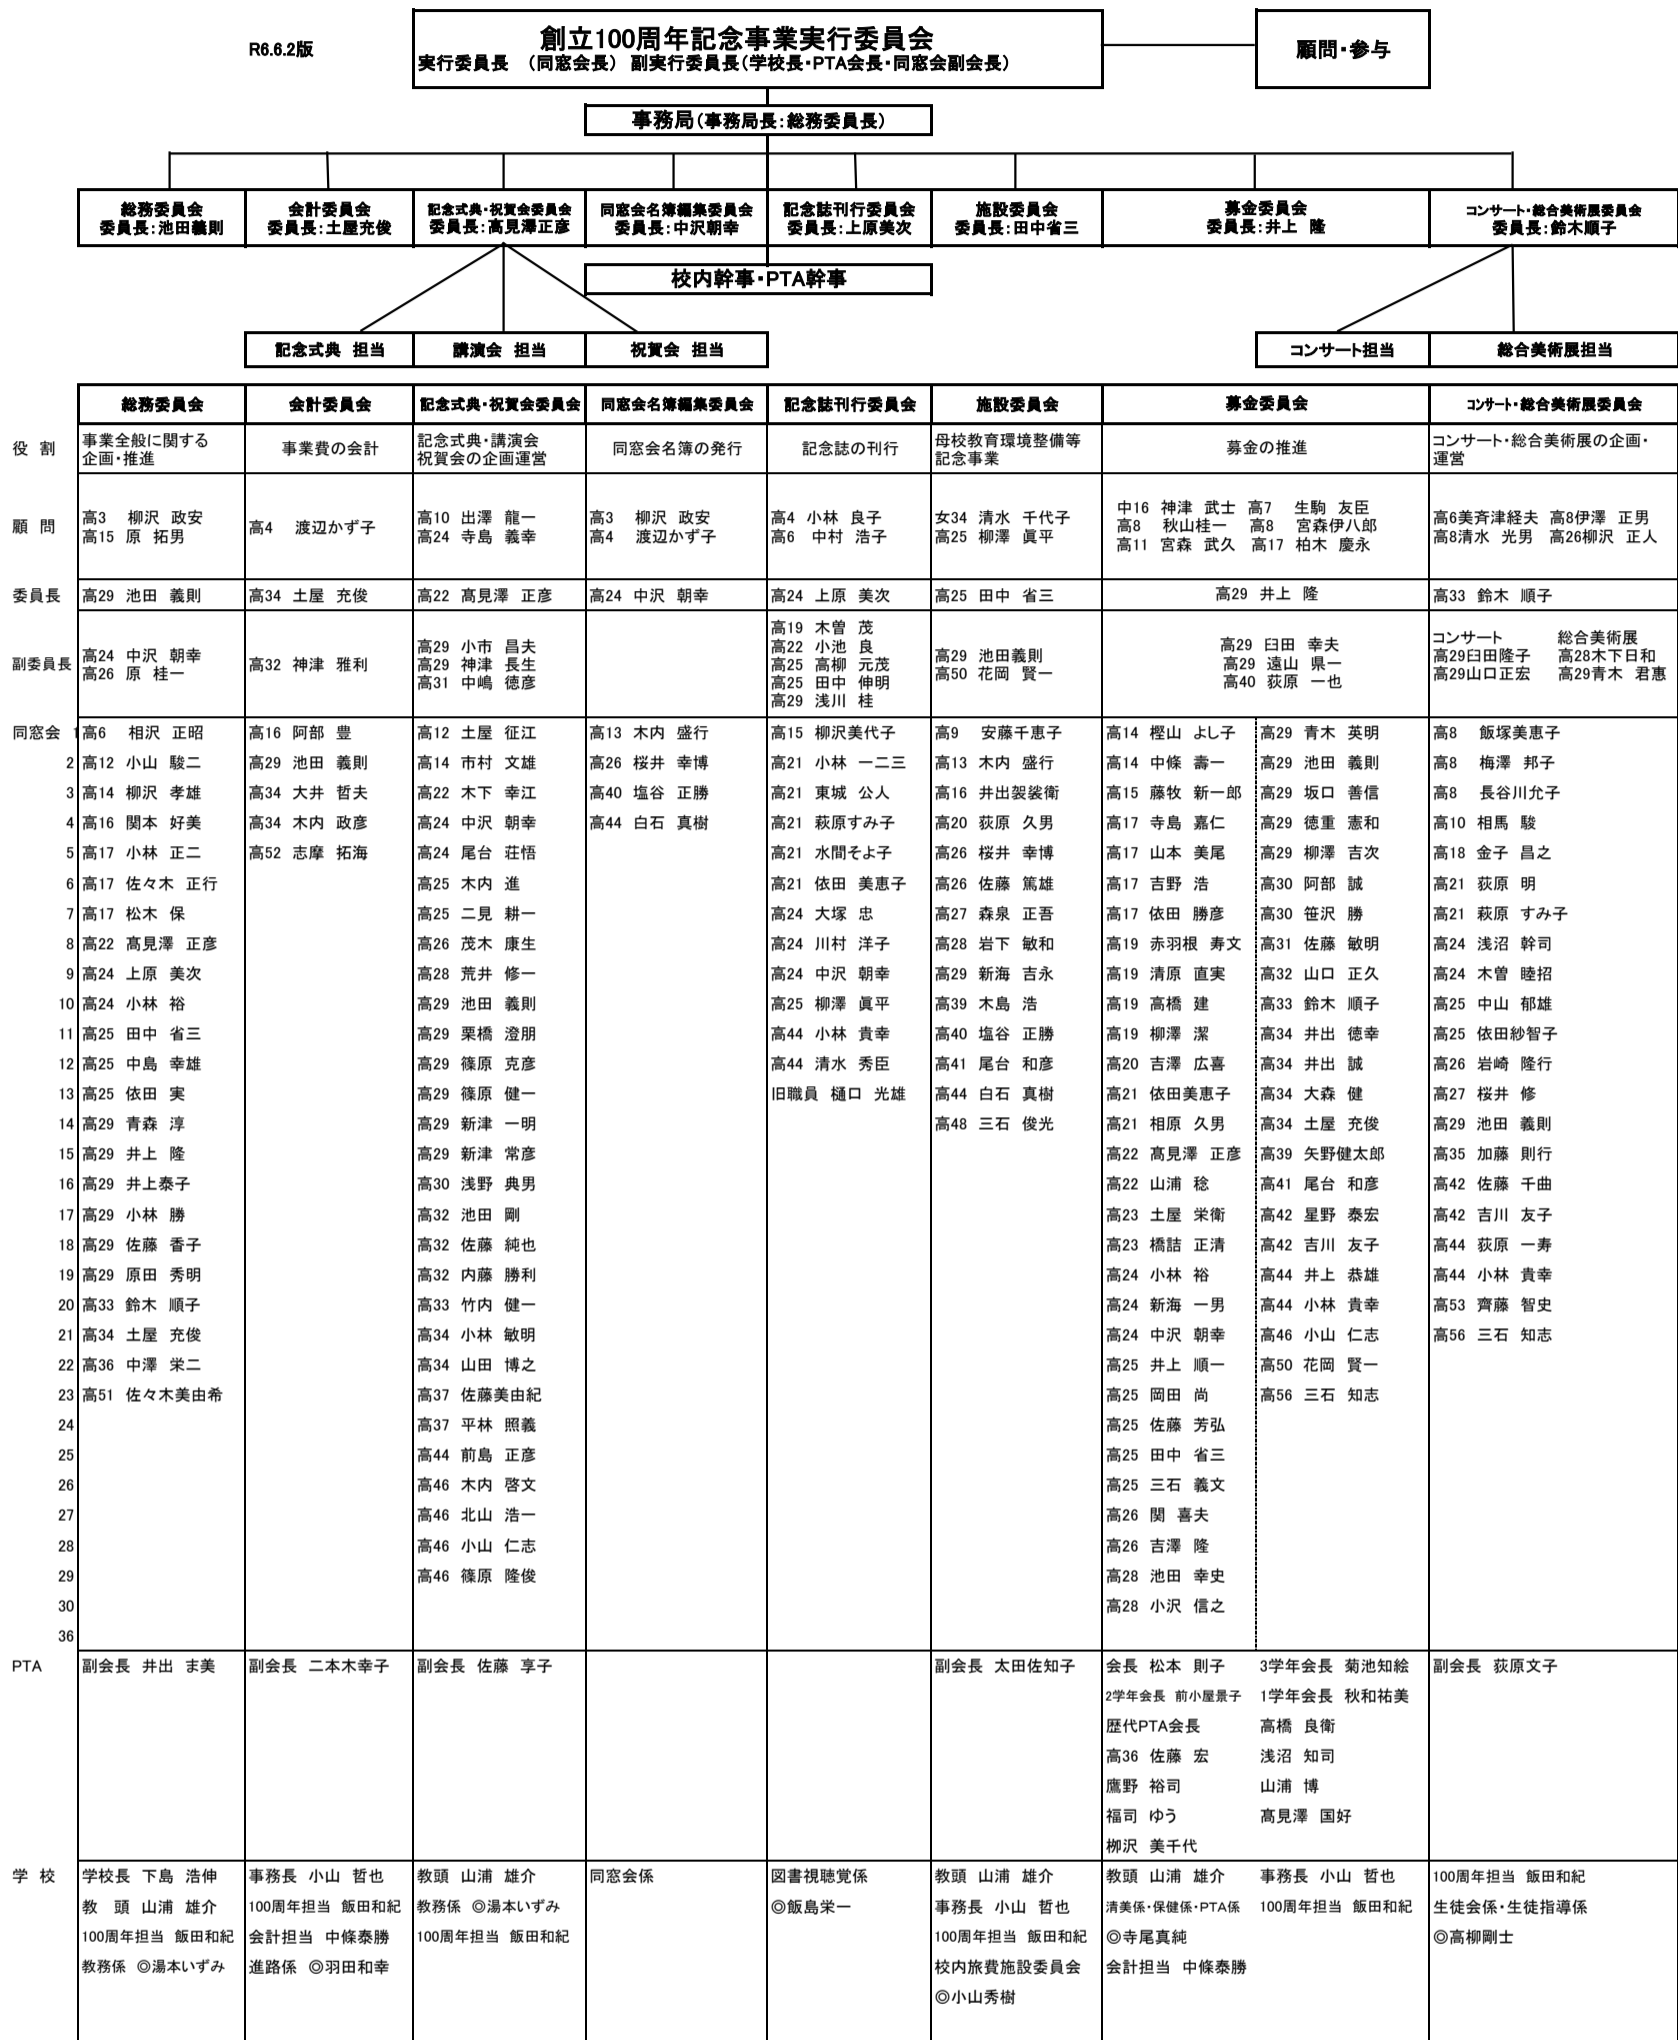 R6.6.2版
創立100周年記念事業実行委員会
実行委員長 （同窓会長） 副実行委員長（学校長・PTA会長・同窓会副会長）
顧問・参与
事務局（事務局長：総務委員長）
総務委員会 会計委員会 記念式典・祝賀会委員会 同窓会名簿編集委員会 記念誌刊行委員会 施設委員会 募金委員会 コンサート・総合美術展委員会
委員長：池田義則 委員長：土屋充俊 委員長：髙見澤正彦 委員長：中沢朝幸 委員長：上原美次 委員長：田中省三 委員長：井上 隆 委員長：鈴木順子
校内幹事・PTA幹事
記念式典 担当 講演会 担当 祝賀会 担当 コンサート担当 総合美術展担当
総務委員会 会計委員会 記念式典・祝賀会委員会 同窓会名簿編集委員会 記念誌刊行委員会 施設委員会 募金委員会 コンサート・総合美術展委員会
役 割
事業全般に関する
企画・推進
事業費の会計
記念式典・講演会
祝賀会の企画運営
同窓会名簿の発行
記念誌の刊行
母校教育環境整備等
記念事業
募金の推進
コンサート・総合美術展の企画・
運営
顧 問
高3 柳沢 政安
高15 原 拓男
高4 渡辺かず子
高10 出澤 龍一
高24 寺島 義幸
高3 柳沢 政安
高4 渡辺かず子
高4 小林 良子
高6 中村 浩子
女34 清水 千代子
高25 柳澤 眞平
中16 神津 武士 高7 生駒 友臣
高8 秋山桂一 高8 宮森伊八郎
高11 宮森 武久 高17 柏木 慶永
高6美斉津経夫 高8伊澤 正男
高8清水 光男 高26柳沢 正人
委員長 高29 池田 義則 高34 土屋 充俊 高22 髙見澤 正彦 高24 中沢 朝幸 高24 上原 美次 高25 田中 省三 高29 井上 隆 高33 鈴木 順子
副委員長
高24 中沢 朝幸
高26 原 桂一
高32 神津 雅利
高29 小市 昌夫
高29 神津 長生
高31 中嶋 徳彦
高19 木曽 茂
高22 小池 良
高25 高柳 元茂
高25 田中 伸明
高29 浅川 桂
高29 池田義則
高50 花岡 賢一
高29 臼田 幸夫
高29 遠山 県一
高40 荻原 一也
コンサート 総合美術展
高29臼田隆子 高28木下日和
高29山口正宏 高29青木 君惠
同窓会 1 高6 相沢 正昭 高16 阿部 豊 高12 土屋 征江 高13 木内 盛行 高15 柳沢美代子 高9 安藤千恵子 高14 樫山 よし子 高29 青木 英明 高8 飯塚美恵子
2 高12 小山 駿二 高29 池田 義則 高14 市村 文雄 高26 桜井 幸博 高21 小林 一二三 高13 木内 盛行 高14 中條 壽一 高29 池田 義則 高8 梅澤 邦子
3 高14 柳沢 孝雄 高34 大井 哲夫 高22 木下 幸江 高40 塩谷 正勝 高21 東城 公人 高16 井出袈裟衛 高15 藤牧 新一郎 高29 坂口 善信 高8 長谷川允子
4 高16 関本 好美 高34 木内 政彦 高24 中沢 朝幸 高44 白石 真樹 高21 萩原すみ子 高20 荻原 久男 高17 寺島 嘉仁 高29 徳重 憲和 高10 相馬 駿
5 高17 小林 正二 高52 志摩 拓海 高24 尾台 荘悟 高21 水間そよ子 高26 桜井 幸博 高17 山本 美尾 高29 柳澤 吉次 高18 金子 昌之
6 高17 佐々木 正行 高25 木内 進 高21 依田 美恵子 高26 佐藤 篤雄 高17 吉野 浩 高30 阿部 誠 高21 荻原 明
7 高17 松木 保 高25 二見 耕一 高24 大塚 忠 高27 森泉 正吾 高17 依田 勝彦 高30 笹沢 勝 高21 萩原 すみ子
8 高22 髙見澤 正彦 高26 茂木 康生 高24 川村 洋子 高28 岩下 敏和 高19 赤羽根 寿文 高31 佐藤 敏明 高24 浅沼 幹司
9 高24 上原 美次 高28 荒井 修一 高24 中沢 朝幸 高29 新海 吉永 高19 清原 直実 高32 山口 正久 高24 木曽 睦招
10 高24 小林 裕 高29 池田 義則 高25 柳澤 眞平 高39 木島 浩 高19 高橋 建 高33 鈴木 順子 高25 中山 郁雄
11 高25 田中 省三 高29 栗橋 澄朋 高44 小林 貴幸 高40 塩谷 正勝 高19 柳澤 潔 高34 井出 徳幸 高25 依田紗智子
12 高25 中島 幸雄 高29 篠原 克彦 高44 清水 秀臣 高41 尾台 和彦 高20 吉澤 広喜 高34 井出 誠 高26 岩崎 隆行
13 高25 依田 実 高29 篠原 健一 旧職員 樋口 光雄 高44 白石 真樹 高21 依田美恵子 高34 大森 健 高27 桜井 修
14 高29 青森 淳 高29 新津 一明 高48 三石 俊光 高21 相原 久男 高34 土屋 充俊 高29 池田 義則
15 高29 井上 隆 高29 新津 常彦 高22 髙見澤 正彦 高39 矢野健太郎 高35 加藤 則行
16 高29 井上泰子 高30 浅野 典男 高22 山浦 稔 高41 尾台 和彦 高42 佐藤 千曲
17 高29 小林 勝 高32 池田 剛 高23 土屋 栄衛 高42 星野 泰宏 高42 吉川 友子
18 高29 佐藤 香子 高32 佐藤 純也 高23 橋詰 正清 高42 吉川 友子 高44 荻原 一寿
19 高29 原田 秀明 高32 内藤 勝利 高24 小林 裕 高44 井上 恭雄 高44 小林 貴幸
20 高33 鈴木 順子 高33 竹内 健一 高24 新海 一男 高44 小林 貴幸 高53 齊藤 智史
21 高34 土屋 充俊 高34 小林 敏明 高24 中沢 朝幸 高46 小山 仁志 高56 三石 知志
22 高36 中澤 栄二 高34 山田 博之 高25 井上 順一 高50 花岡 賢一
23 高51 佐々木美由希 高37 佐藤美由紀 高25 岡田 尚 高56 三石 知志
24 高37 平林 照義 高25 佐藤 芳弘
25 高44 前島 正彦 高25 田中 省三
26 高46 木内 啓文 高25 三石 義文
27 高46 北山 浩一 高26 関 喜夫
28 高46 小山 仁志 高26 吉澤 隆
29 高46 篠原 隆俊 高28 池田 幸史
30 高28 小沢 信之
36
PTA 副会長 井出 ま美 副会長 二本木幸子 副会長 佐藤 享子 副会長 太田佐知子 会長 松本 則子 3学年会長 菊池知絵 副会長 荻原文子
2学年会長 前小屋景子 1学年会長 秋和祐美
歴代PTA会長 高橋 良衛
高36 佐藤 宏 浅沼 知司
鷹野 裕司 山浦 博
福司 ゆう 髙見澤 国好
栁沢 美千代
学 校 学校長 下島 浩伸 事務長 小山 哲也 教頭 山浦 雄介 同窓会係 図書視聴覚係 教頭 山浦 雄介 教頭 山浦 雄介 事務長 小山 哲也 100周年担当 飯田和紀
教 頭 山浦 雄介 100周年担当 飯田和紀 教務係 ◎湯本いずみ ◎飯島栄一 事務長 小山 哲也 清美係・保健係・PTA係 100周年担当 飯田和紀 生徒会係・生徒指導係
100周年担当 飯田和紀 会計担当 中條泰勝 100周年担当 飯田和紀 100周年担当 飯田和紀 ◎寺尾真純 ◎高柳剛士
教務係 ◎湯本いずみ 進路係 ◎羽田和幸 校内旅費施設委員会 会計担当 中條泰勝
◎小山秀樹